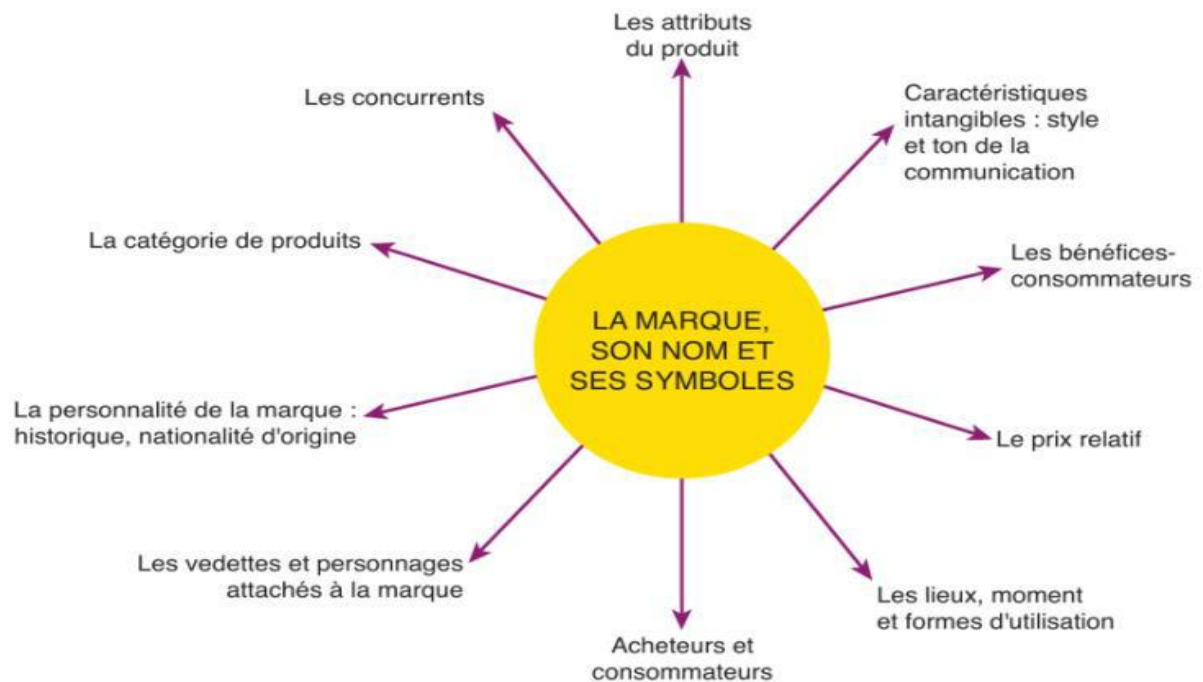 Les attributs
du produit
Les concurrents
Caractéristiques
intangibles : style
et ton de la
communication
La catégorie de produits
Les bénéfices-
consommateurs
LA MARQUE,
SON NOM ET
SES SYMBOLES
La personnalité de la marque :
historique, nationalité d'origine
Le prix relatif
Les vedettes et personnages
attachés à la marque
Les lieux, moment
et formes d'utilisation
Acheteurs et
consommateurs